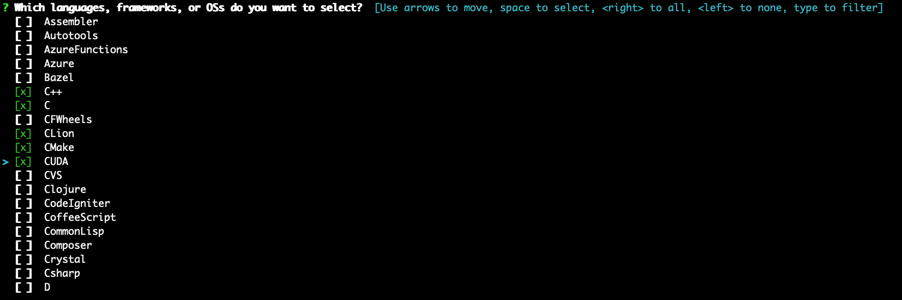 ? Which languages, frameworks, or OSs do you want to select?  [Use arrows to move, space to select, <right> to all, <left> to none, type to filter]
[ ]  Assembler
[ ]  Autotools
[ ]  AzureFunctions
[ ]  Azure
[ ]  Bazel
[x]  C++
[x]  C
[ ]  CFWheels
[x]  CLion
[x]  CMake
> [x]  CUDA
[ ]  CVS
[ ]  Clojure
[ ]  CodeIgniter
[ ]  CoffeeScript
[ ]  CommonLisp
[ ]  Composer
[ ]  Crystal
[ ]  Csharp
[ ]  D